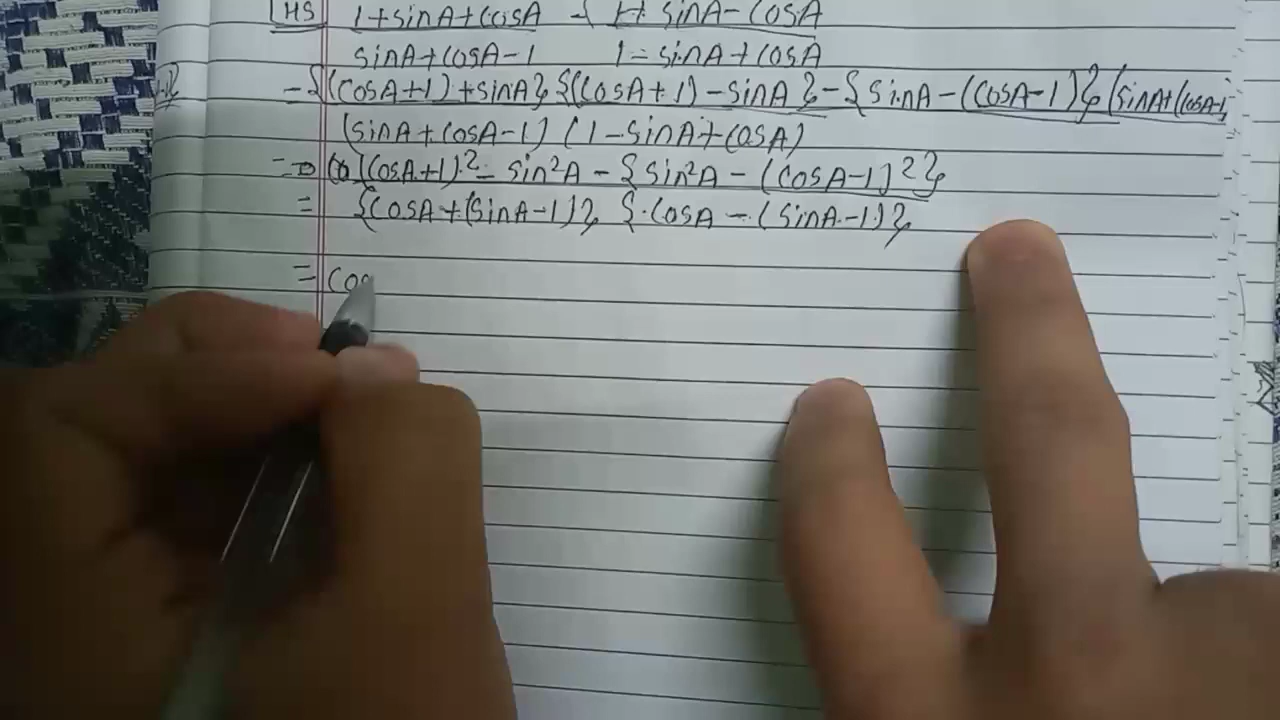 LHS 1+sinA+cosA - 1+ sinA-cosA
sinA+cosA-1 1-sinA+cosA
={(cosA+1)+sinA}{(cosA+1)-sinA}-{sinA-(cosA-1)}{sinA+(cosA-1)
(sinA+cosA-1) (1-sinA+cosA)
= (cosA+1)² - sin²A-{sin²A-(cosA-1)²}
= {cosA+(sinA-1)} {cosA-(sinA-1)}
= cos